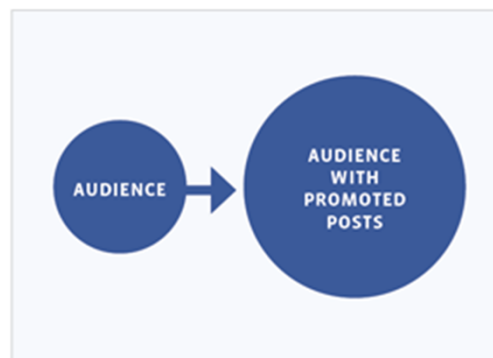 AUDIENCE
AUDIENCE
WITH
PROMOTED
POSTS